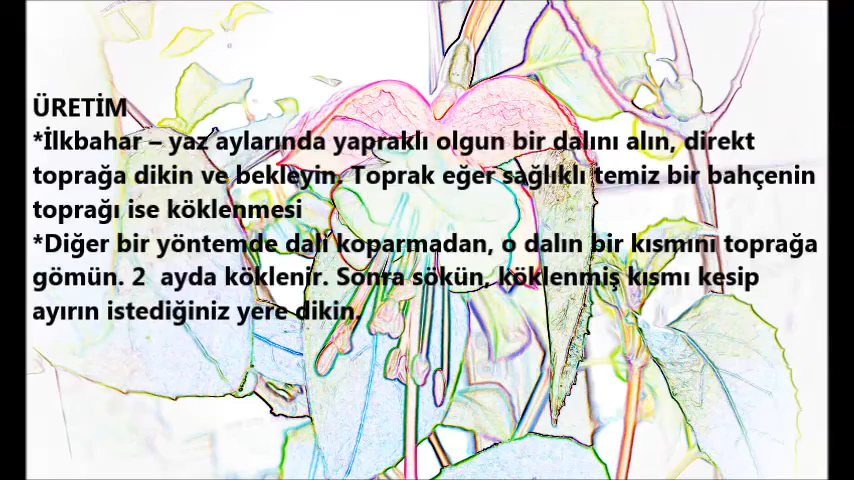 ÜRETİM
*İlkbahar – yaz aylarında yapraklı olgun bir dalını alın, direkt
toprağa dikin ve bekleyin. Toprak eğer sağlıklı temiz bir bahçenin
toprağı ise köklenmesi
*Diğer bir yöntemde dali koparmadan, o dalın bir kısmını toprağa
gömün. 2  ayda köklenir. Sonra sökün, köklenmiş kısmı kesip
ayırın istediğiniz yere dikin.